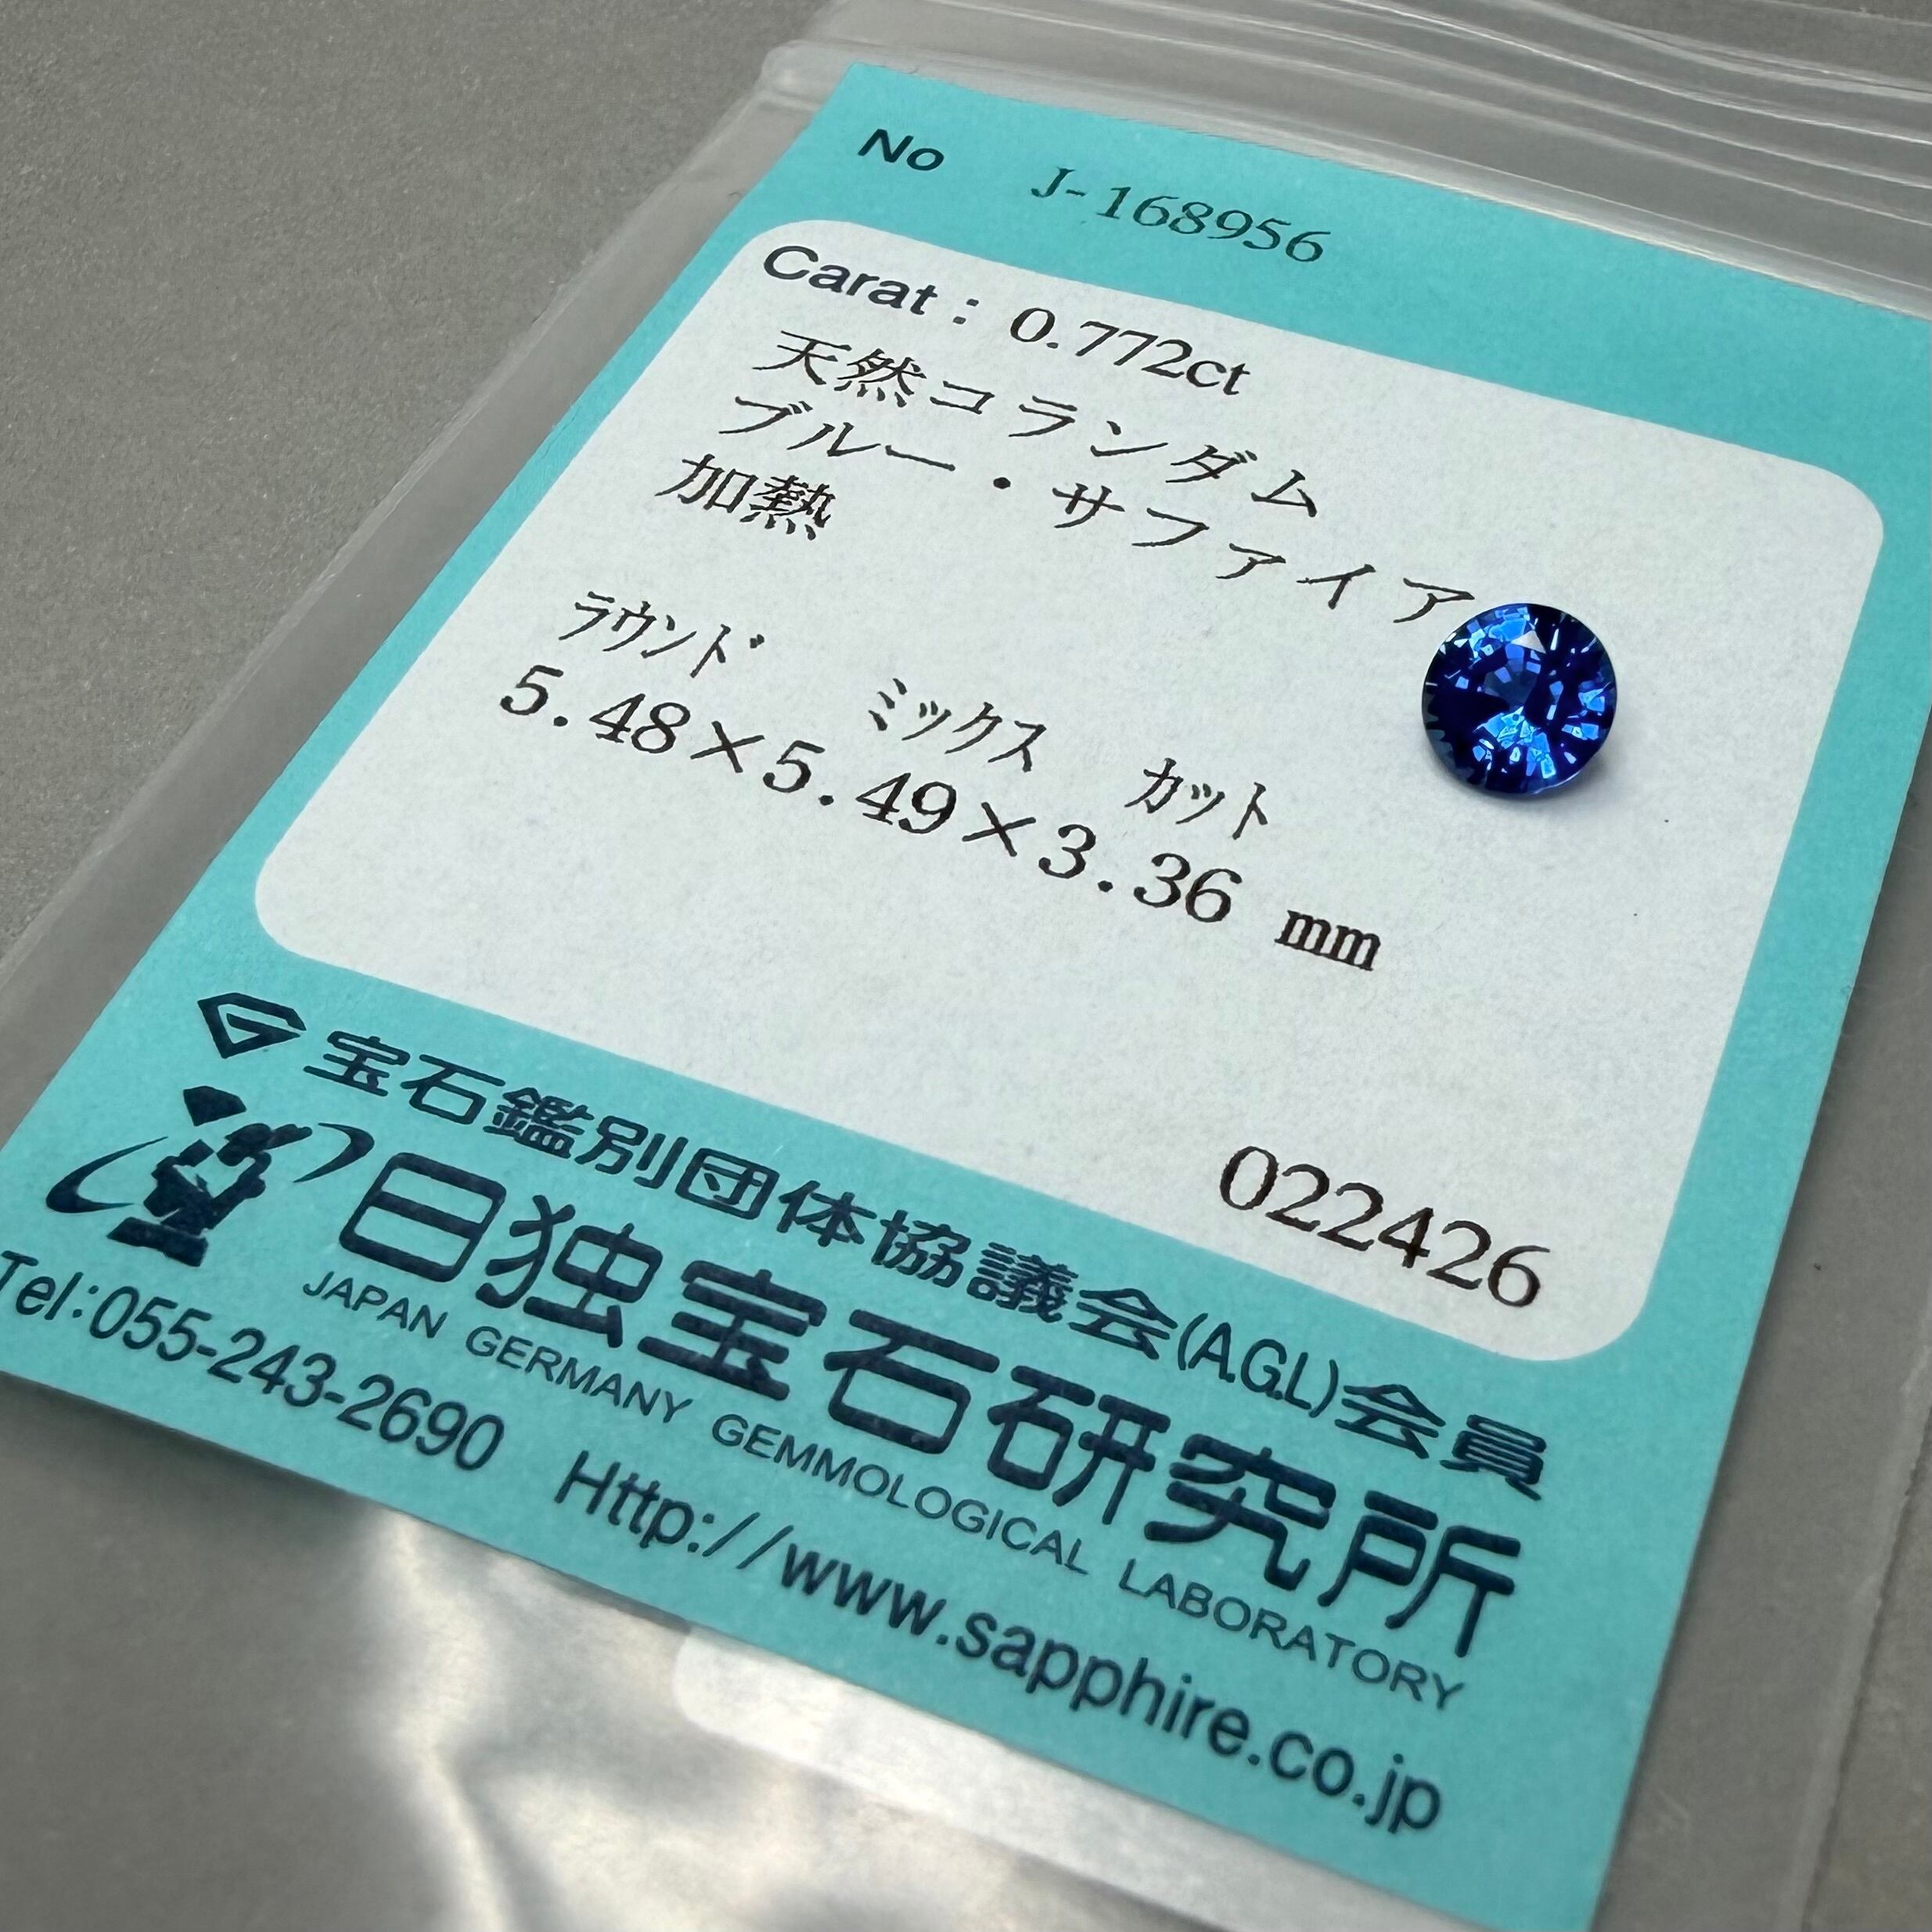 No J-168956
Carat : 0.772ct
天然コランダム
ブルー・サファイア
加熱
ﾗｳﾝﾄﾞ ﾐｯｸｽ ｶｯﾄ
5.48×5.49×3.36 mm
022426
宝石鑑別団体協議会(A.G.L)会員
日独宝石研究所
JAPAN GERMANY GEMMOLOGICAL LABORATORY
Tel:055-243-2690 Http://www.sapphire.co.jp